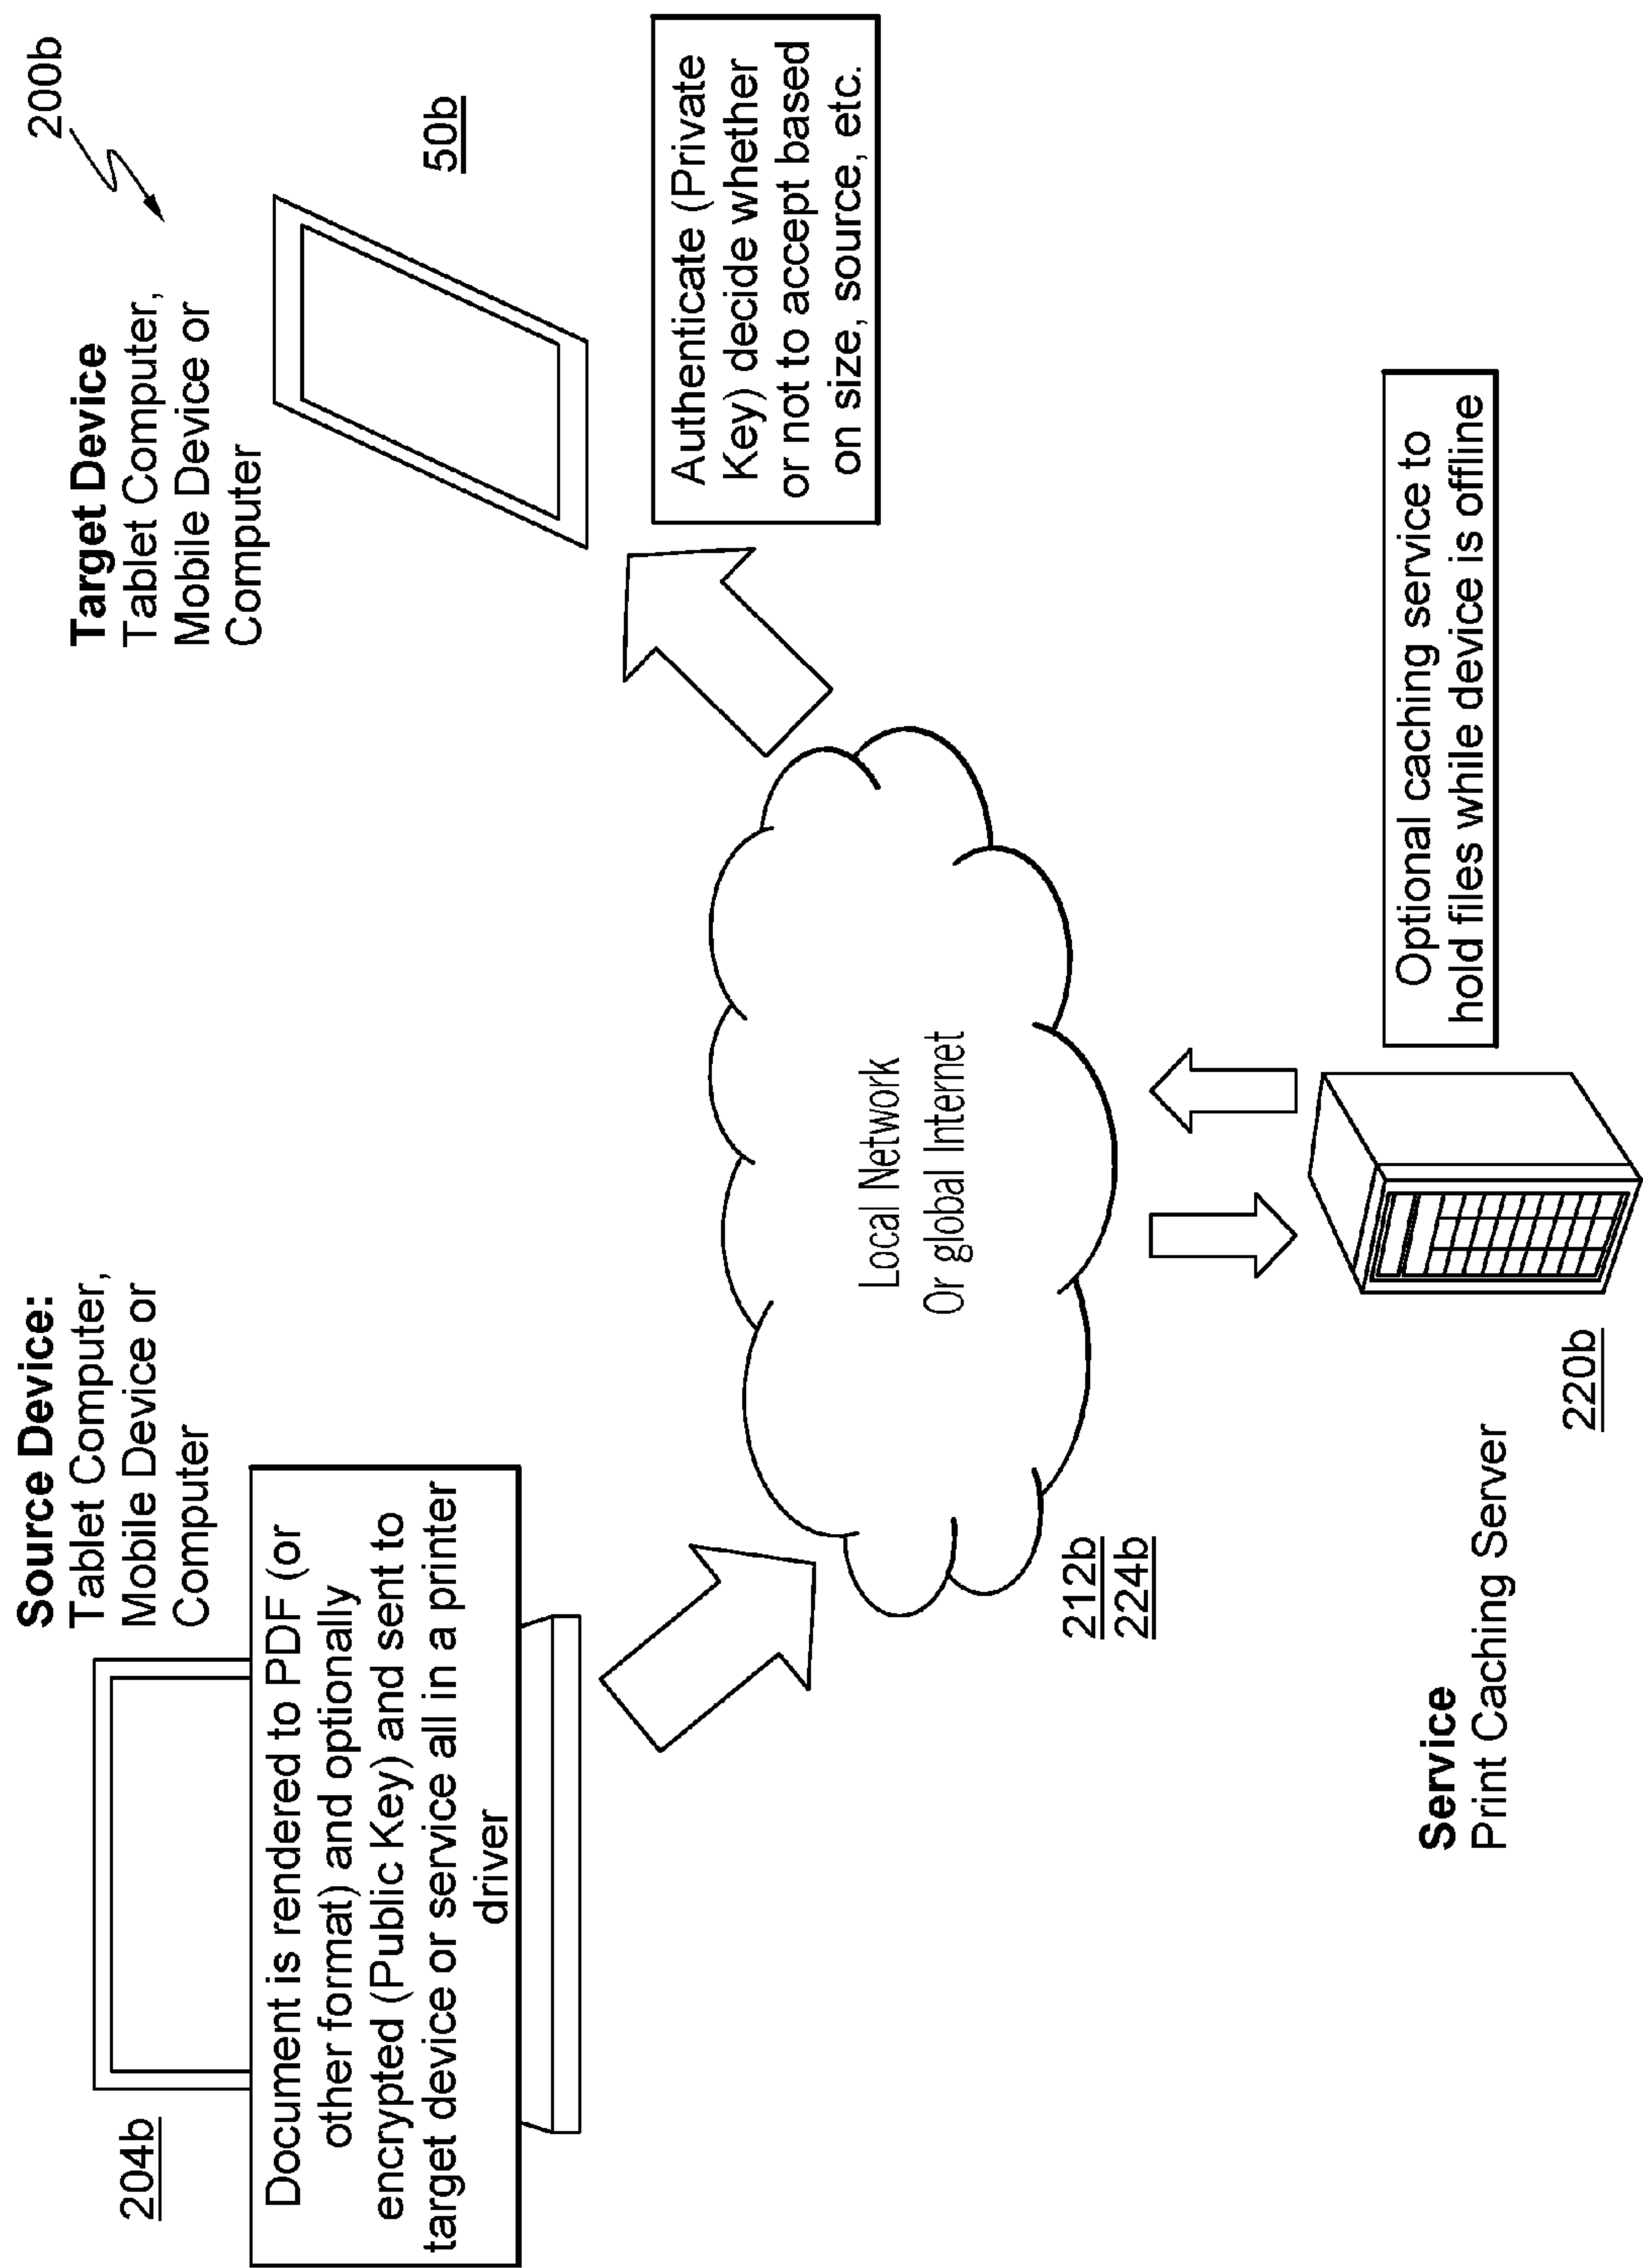 200b
Source Device:
Tablet Computer,
Mobile Device or
Computer
204b
Document is rendered to PDF (or
other format) and optionally
encrypted (Public Key) and sent to
target device or service all in a printer
driver
Target Device
Tablet Computer,
Mobile Device or
Computer
50b
Authenticate (Private
Key) decide whether
or not to accept based
on size, source, etc.
Local Network
Or global Internet
212b
224b
Service
Print Caching Server
220b
Optional caching service to
hold files while device is offline